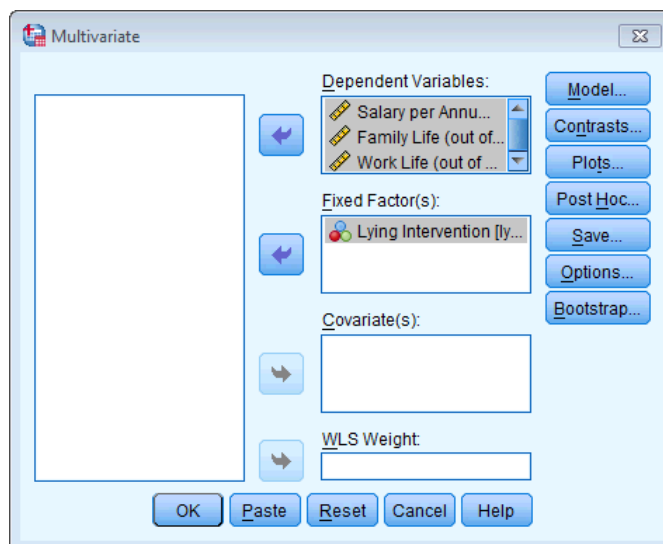 Multivariate
Dependent Variables:
Salary per Annu...
Family Life (out of...
Work Life (out of ...
Fixed Factor(s):
Lying Intervention [ly...
Covariate(s):
WLS Weight:
Model...
Contrasts...
Plots...
Post Hoc...
Save...
Options...
Bootstrap...
OK Paste Reset Cancel Help